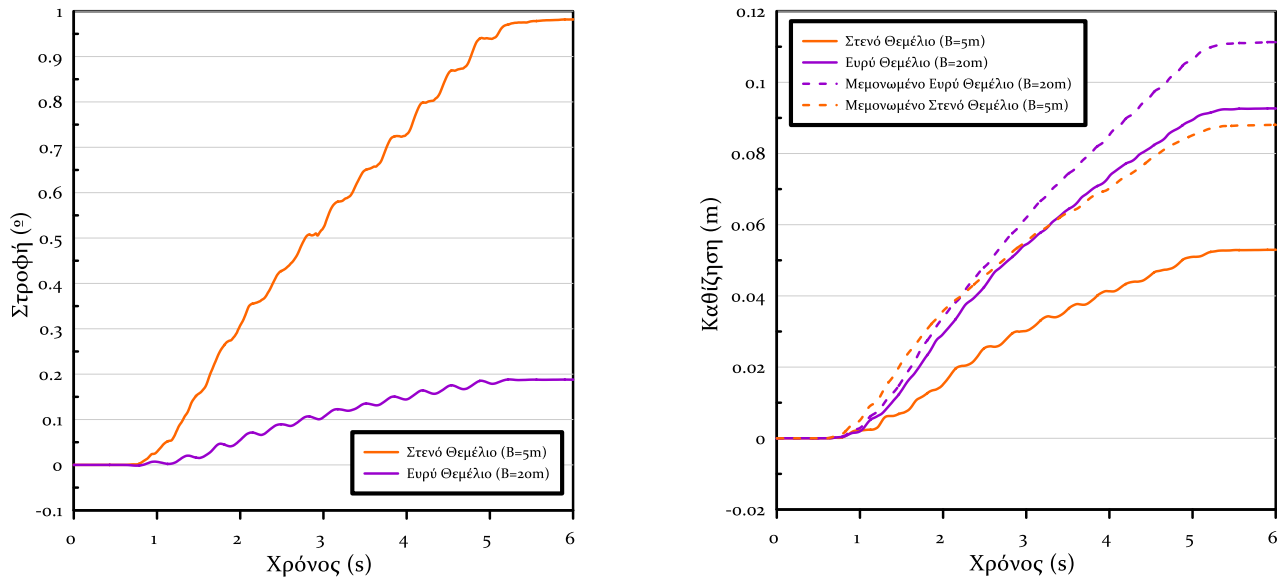 1
0.9
0.8
0.7
0.6
0.5
0.4
0.3
0.2
0.1
0
-0.1
Στροφή (º)
0 1 2 3 4 5 6
Χρόνος (s)
Στενό Θεμέλιο (B=5m)
Ευρύ Θεμέλιο (B=20m)
0.12
0.1
0.08
0.06
0.04
0.02
0
-0.02
Καθίζηση (m)
0 1 2 3 4 5 6
Χρόνος (s)
Στενό Θεμέλιο (B=5m)
Ευρύ Θεμέλιο (B=20m)
Μεμονωμένο Ευρύ Θεμέλιο (B=20m)
Μεμονωμένο Στενό Θεμέλιο (B=5m)